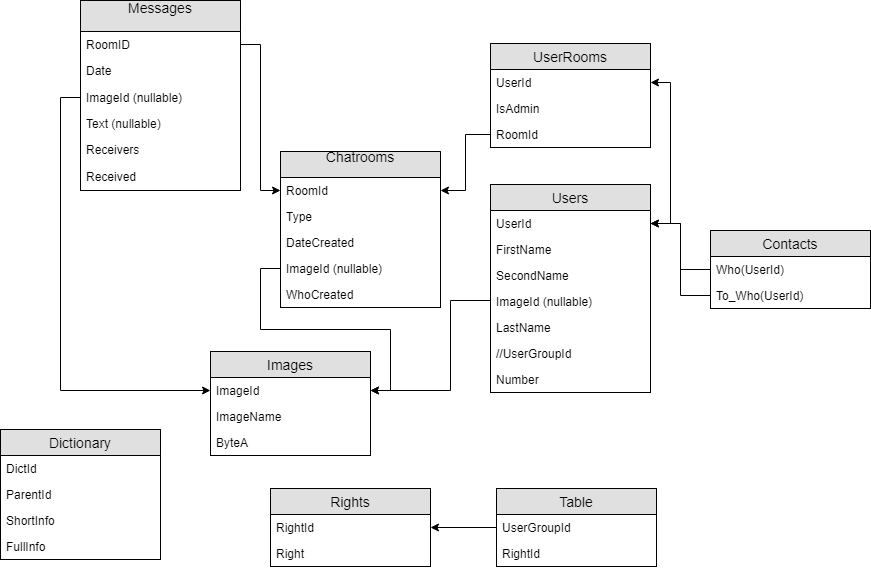 Messages
RoomID
Date
ImageId (nullable)
Text (nullable)
Receivers
Received
UserRooms
UserId
IsAdmin
RoomId
Chatrooms
RoomId
Type
DateCreated
ImageId (nullable)
WhoCreated
Users
UserId
FirstName
SecondName
ImageId (nullable)
LastName
//UserGroupId
Number
Contacts
Who(UserId)
To_Who(UserId)
Images
ImageId
ImageName
ByteA
Dictionary
DictId
ParentId
ShortInfo
FullInfo
Rights
RightId
Right
Table
UserGroupId
RightId